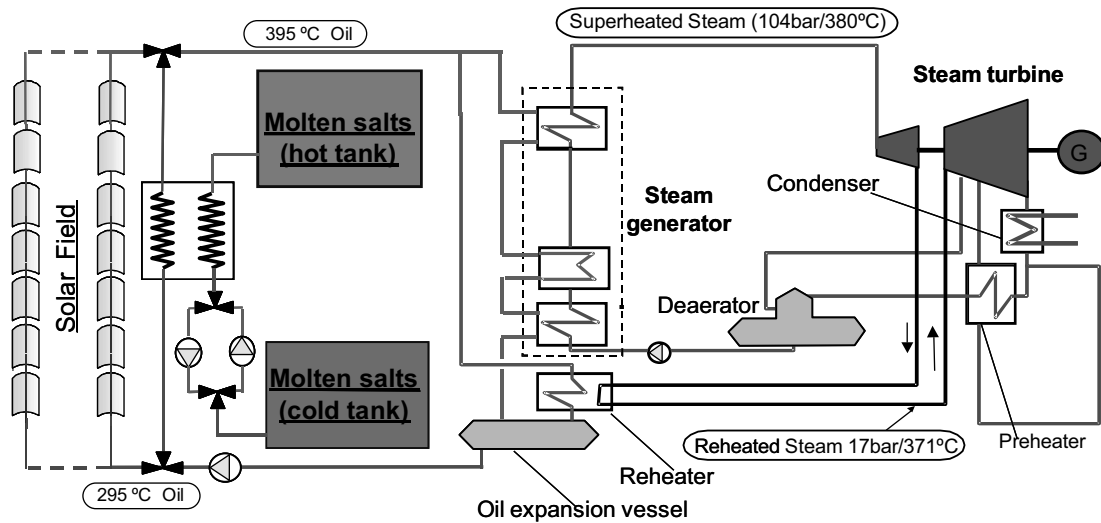 395 ºC Oil
Superheated Steam (104bar/380ºC)
Steam turbine
Molten salts
(hot tank)
G
Condenser
Steam
generator
Solar Field
Deaerator
Molten salts
(cold tank)
Reheated Steam 17bar/371ºC
Preheater
Reheater
295 ºC Oil
Oil expansion vessel